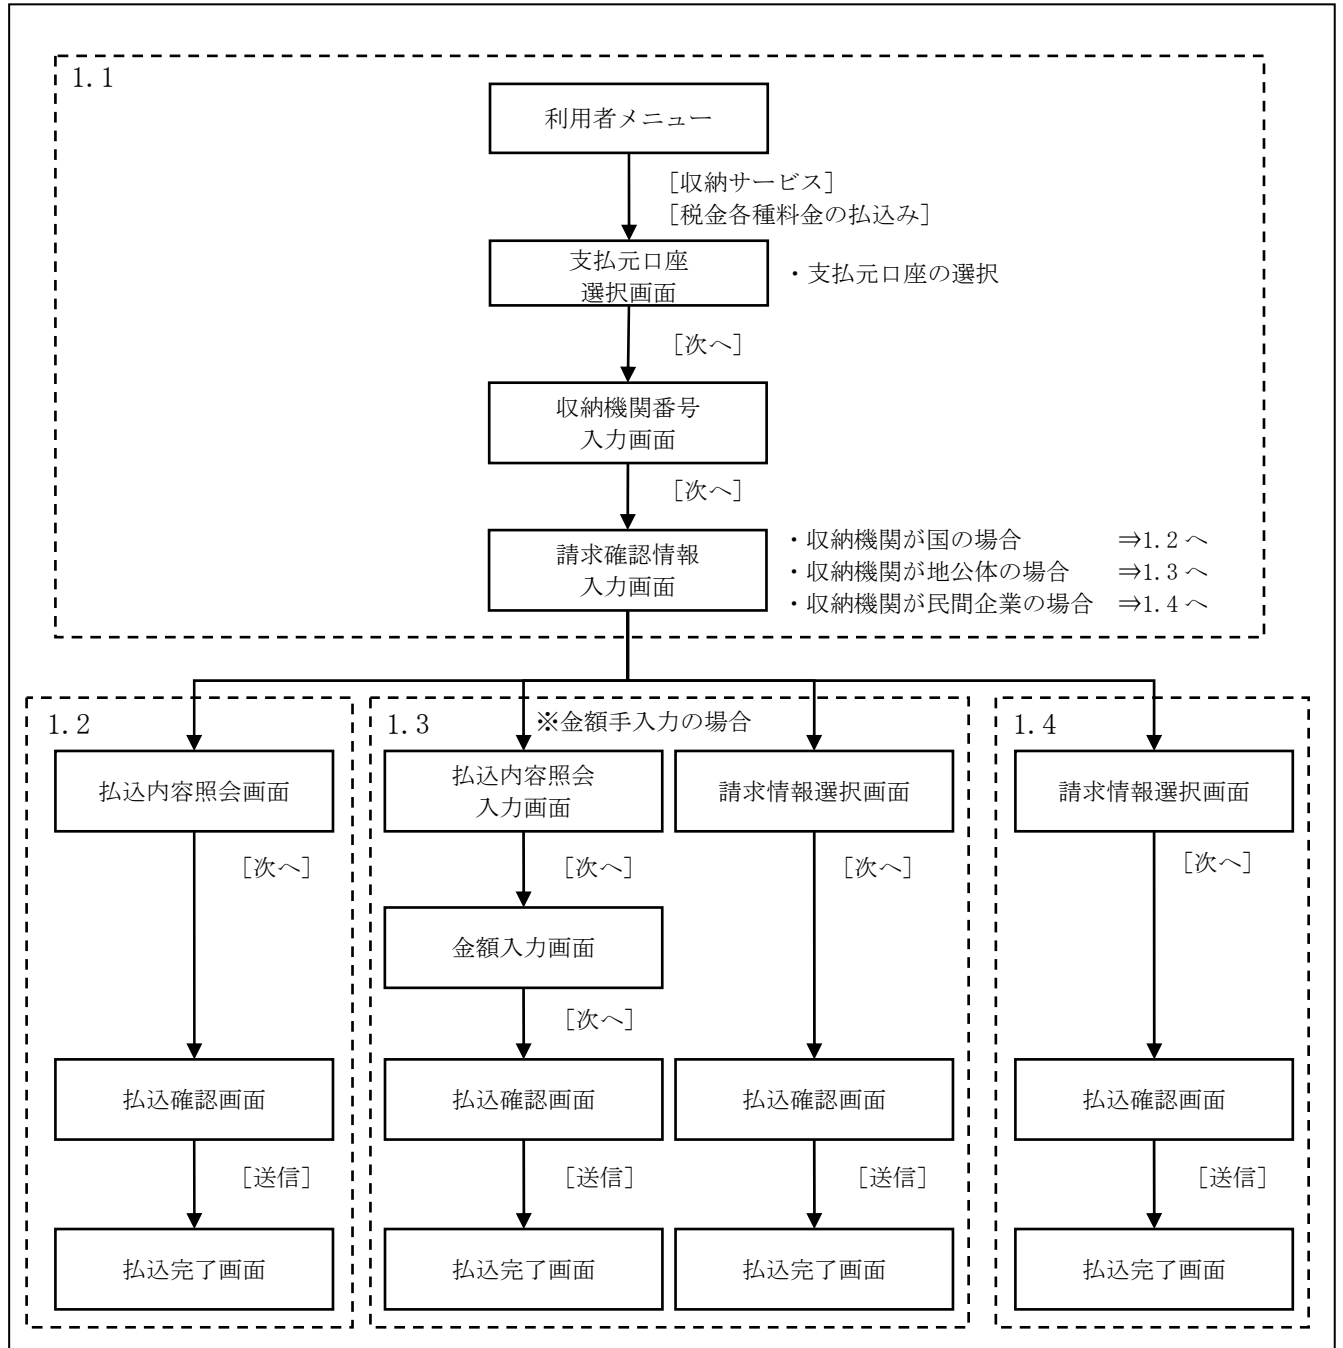 1.1
利用者メニュー
[収納サービス]
[税金各種料金の払込み]
支払元口座
選択画面
・支払元口座の選択
[次へ]
収納機関番号
入力画面
[次へ]
請求確認情報
入力画面
・収納機関が国の場合 ⇒1.2 へ
・収納機関が地公体の場合 ⇒1.3 へ
・収納機関が民間企業の場合 ⇒1.4 へ
1.2
払込内容照会画面
[次へ]
払込確認画面
[送信]
払込完了画面
1.3
※金額手入力の場合
払込内容照会
入力画面
[次へ]
金額入力画面
[次へ]
払込確認画面
[送信]
払込完了画面
請求情報選択画面
[次へ]
払込確認画面
[送信]
払込完了画面
1.4
請求情報選択画面
[次へ]
払込確認画面
[送信]
払込完了画面